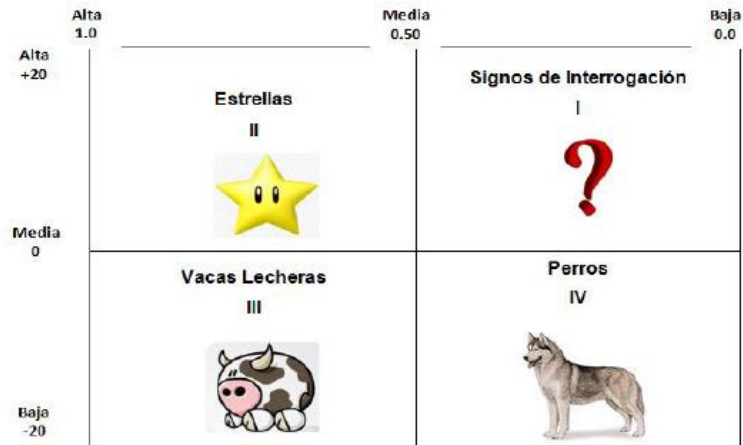 Alta
1.0
Media
0.50
Baja
0.0
Alta
+20
Estrellas
II
Signos de Interrogación
I
?
Media
0
Vacas Lecheras
III
Perros
IV
Baja
-20